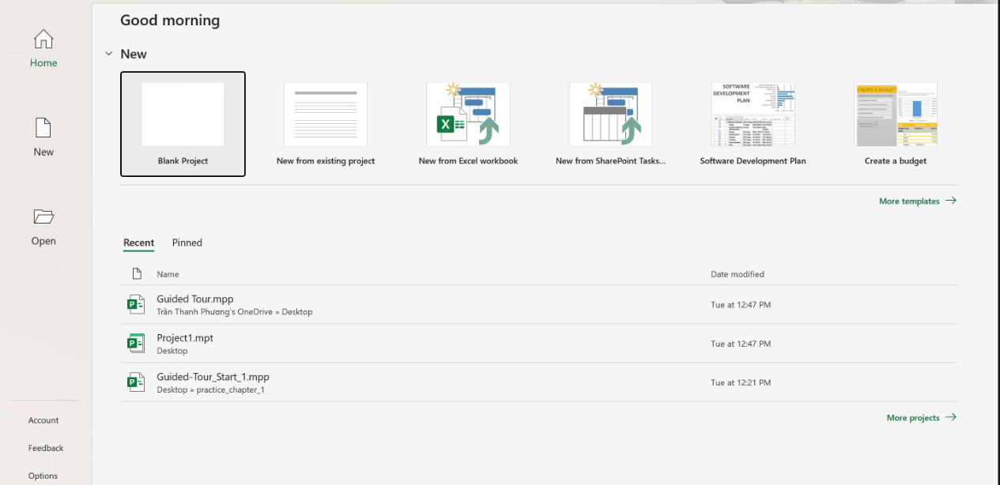 Good morning
Home
New
Blank Project
New from existing project
New from Excel workbook
New from SharePoint Tasks...
SOFTWARE
DEVELOPMENT
PLAN
Software Development Plan
CREATE A BUDGET
Create a budget
New
More templates
Open
Recent
Pinned
Name
Date modified
Guided Tour.mpp
Trần Thanh Phương's OneDrive » Desktop
Tue at 12:47 PM
Project1.mpt
Desktop
Tue at 12:47 PM
Guided-Tour_Start_1.mpp
Desktop » practice_chapter_1
Tue at 12:21 PM
More projects
Account
Feedback
Options